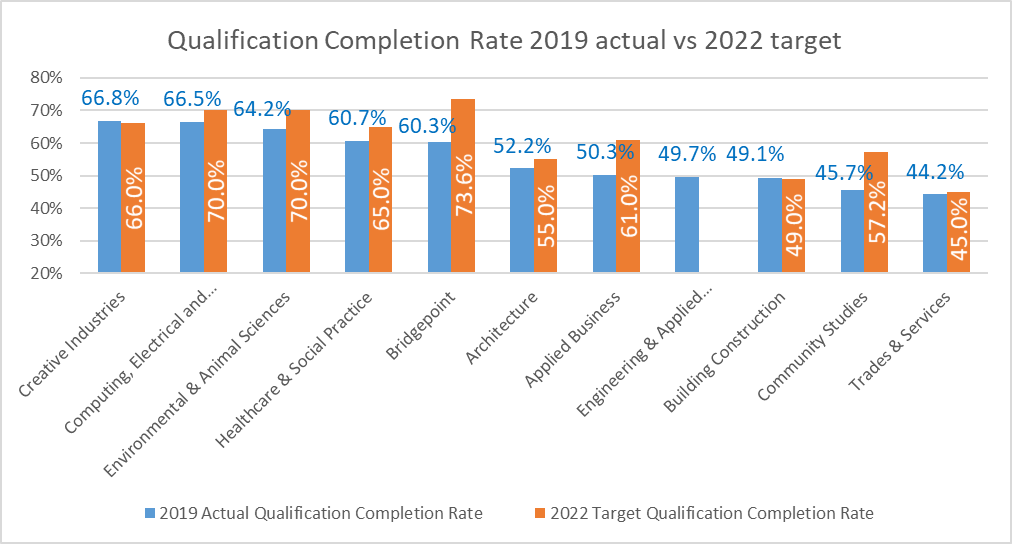 Qualification Completion Rate 2019 actual vs 2022 target
80%
70%
60%
50%
40%
30%
20%
66.8%
66.5%
64.2%
60.7%
60.3%
52.2%
50.3%
49.7%
49.1%
45.7%
44.2%
66.0%
70.0%
70.0%
65.0%
73.6%
55.0%
61.0%
49.0%
57.2%
45.0%
Creative Industries
Computing, Electrical and...
Environmental & Animal Sciences
Healthcare & Social Practice
Bridgepoint
Architecture
Applied Business
Engineering & Applied...
Building Construction
Community Studies
Trades & Services
2019 Actual Qualification Completion Rate
2022 Target Qualification Completion Rate